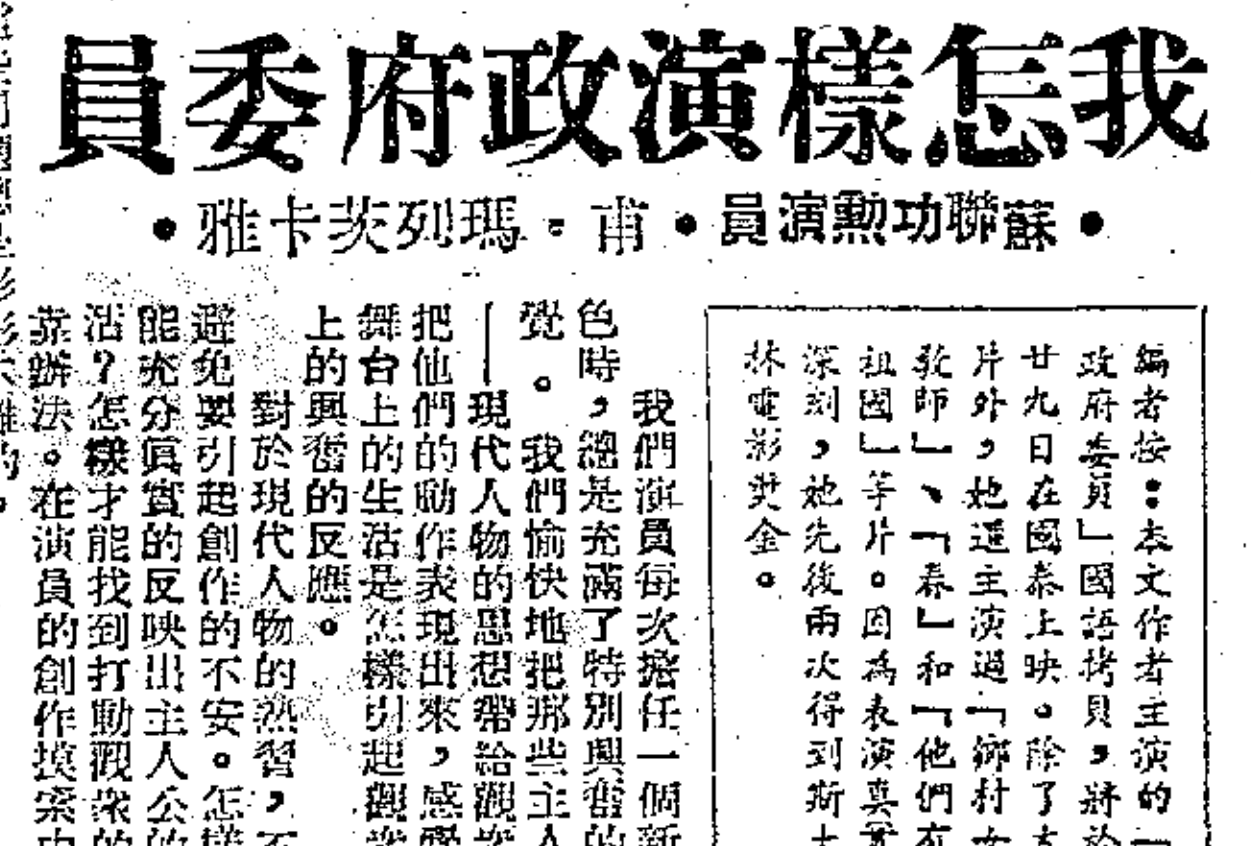 我怎樣演政府委員
•蘇聯功勳演員•甫•瑪列茨卡雅•
編者按：本文作者主演的「
政府委員」國語拷貝，將於
廿九日在國泰上映。除了本
片外，她還主演過「鄉村女
教師」、「春」和「他們有
祖國」等片。因為表演真實
深刻，她先後兩次得到斯大
林電影獎金。
我們演員每次擔任一個新
色時，總是充滿了特別興奮的
覺。我們愉快地把那些主人
——現代人物的思想帶給觀眾
把他們的動作表現出來，感覺
舞台上的生活是怎樣引起觀眾
上的興奮的反應。
對於現代人物的熟習，不
避免要引起創作的不安。怎樣
能充分真實的反映出主人公的
活？怎樣才能找到打動觀衆的
靠辦法。在演員的創作摸索中